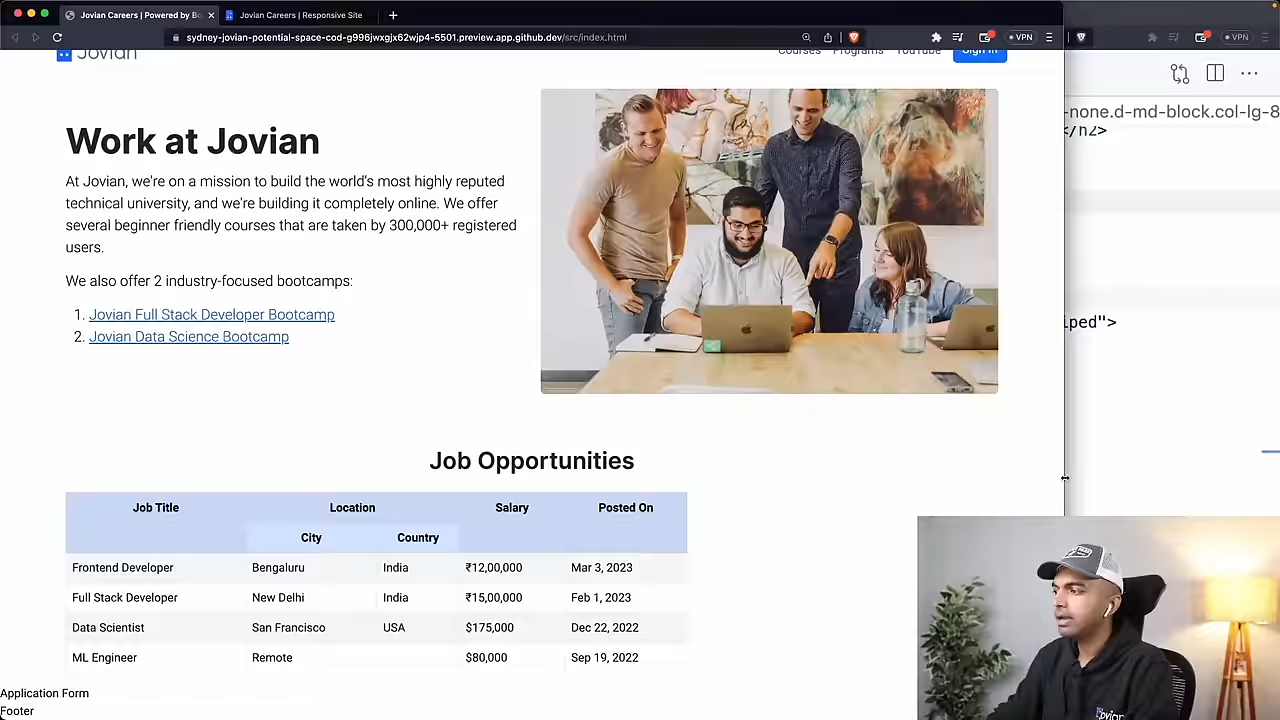 Jovian Careers | Powered by Bo
Jovian Careers | Responsive Site
sydney-jovian-potential-space-cod-g996jwxgjx62wjp4-5501.preview.app.github.dev/src/index.html
VPN
VPN
Jovian
Courses Programs YouTube Sign In
-none.d-md-block.col-lg-8
</h2>
Work at Jovian
At Jovian, we're on a mission to build the world's most highly reputed
technical university, and we're building it completely online. We offer
several beginner friendly courses that are taken by 300,000+ registered
users.
We also offer 2 industry-focused bootcamps:
1. Jovian Full Stack Developer Bootcamp
2. Jovian Data Science Bootcamp
iped">
Job Opportunities
Job Title Location Salary Posted On
City Country
Frontend Developer Bengaluru India ₹12,00,000 Mar 3, 2023
Full Stack Developer New Delhi India ₹15,00,000 Feb 1, 2023
Data Scientist San Francisco USA $175,000 Dec 22, 2022
ML Engineer Remote $80,000 Sep 19, 2022
Application Form
Footer